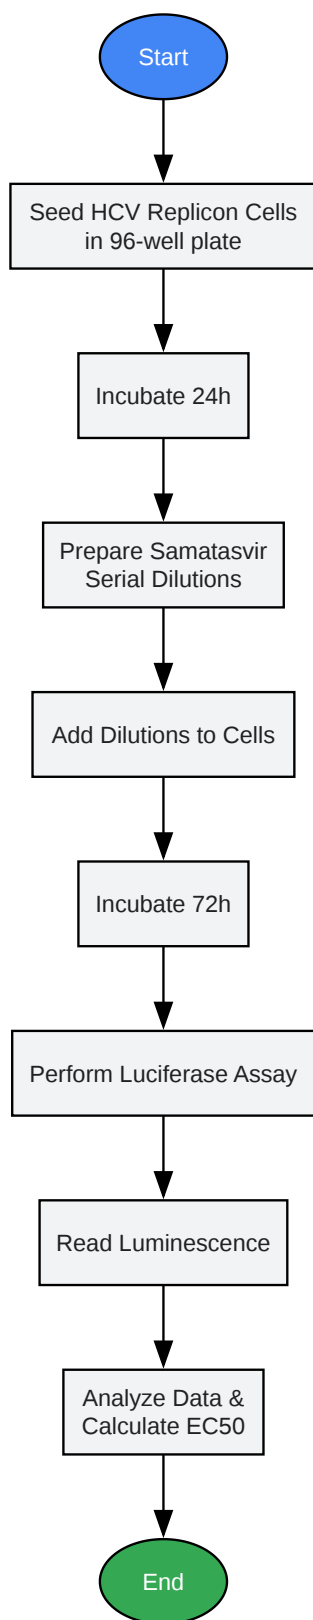 Start
Seed HCV Replicon Cells
in 96-well plate
Incubate 24h
Prepare Samatasvir
Serial Dilutions
Add Dilutions to Cells
Incubate 72h
Perform Luciferase Assay
Read Luminescence
Analyze Data &
Calculate EC50
End